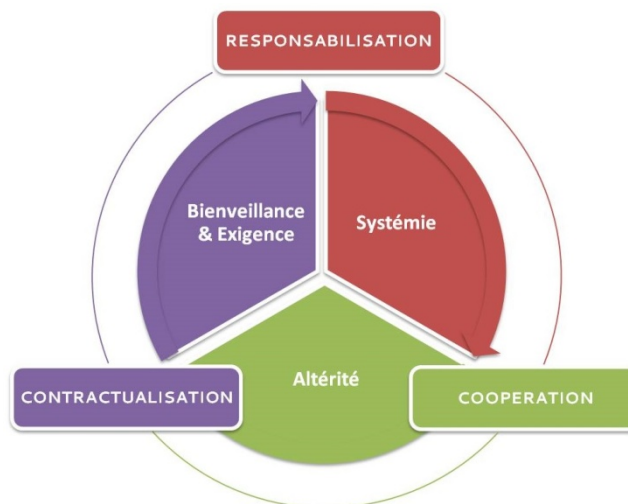 RESPONSABILISATION
Bienveillance
& Exigence
Systémie
Altérité
CONTRACTUALISATION
COOPERATION